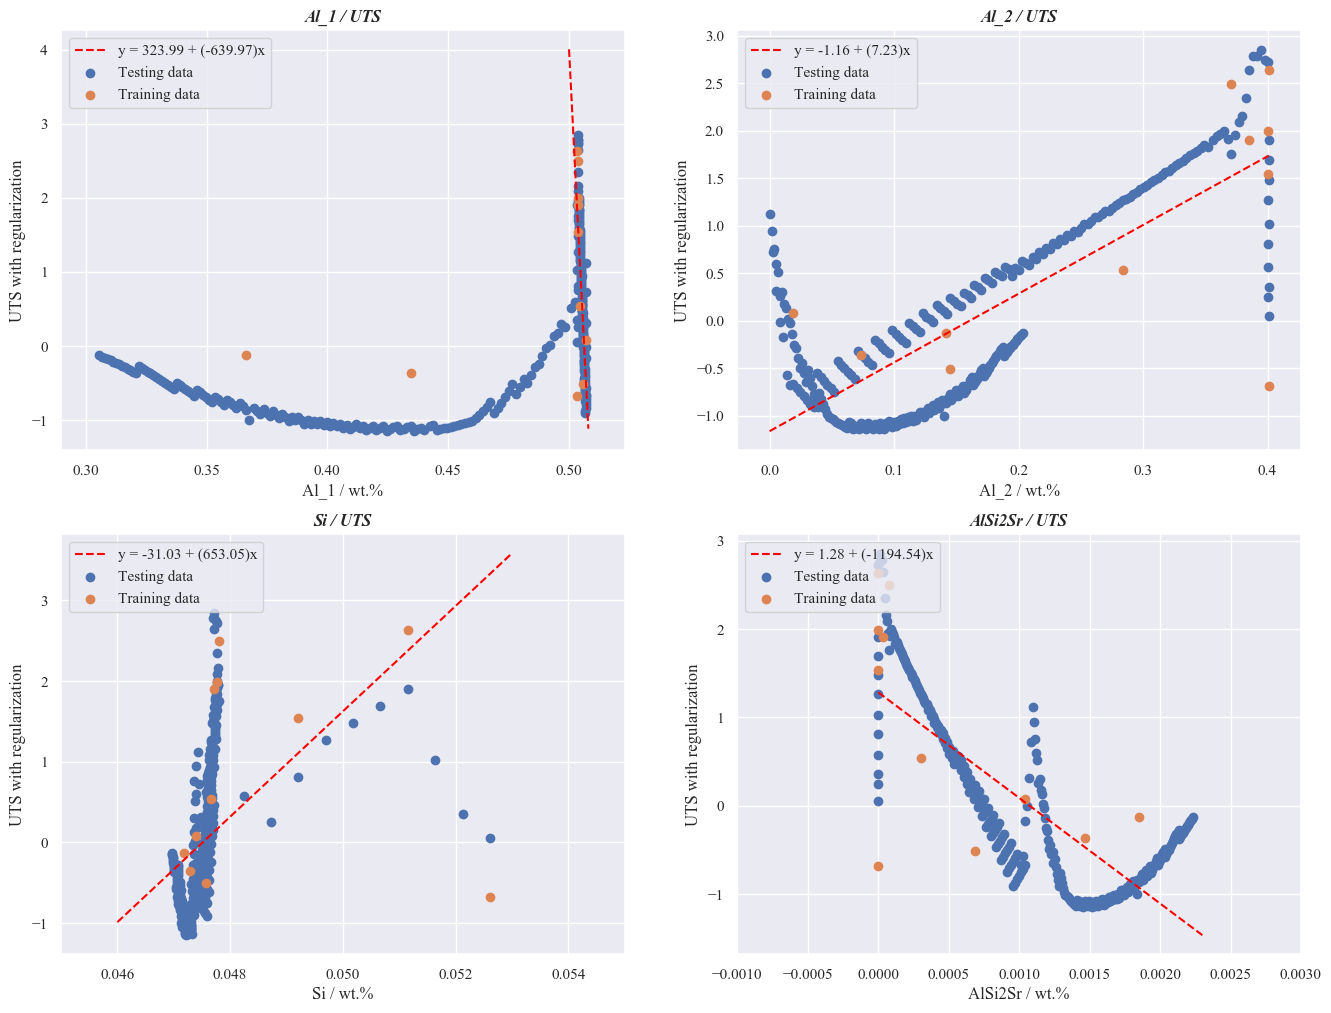 Al_1 / UTS
y = 323.99 + (-639.97)x
Testing data
Training data
4
3
2
1
0
−1
UTS with regularization
0.30 0.35 0.40 0.45 0.50
Al_1 / wt.%
Al_2 / UTS
y = -1.16 + (7.23)x
Testing data
Training data
3.0
2.5
2.0
1.5
1.0
0.5
0.0
−0.5
−1.0
UTS with regularization
0.0 0.1 0.2 0.3 0.4
Al_2 / wt.%
Si / UTS
y = -31.03 + (653.05)x
Testing data
Training data
3
2
1
0
−1
UTS with regularization
0.046 0.048 0.050 0.052 0.054
Si / wt.%
AlSi2Sr / UTS
y = 1.28 + (-1194.54)x
Testing data
Training data
3
2
1
0
−1
UTS with regularization
−0.0010 −0.0005 0.0000 0.0005 0.0010 0.0015 0.0020 0.0025 0.0030
AlSi2Sr / wt.%